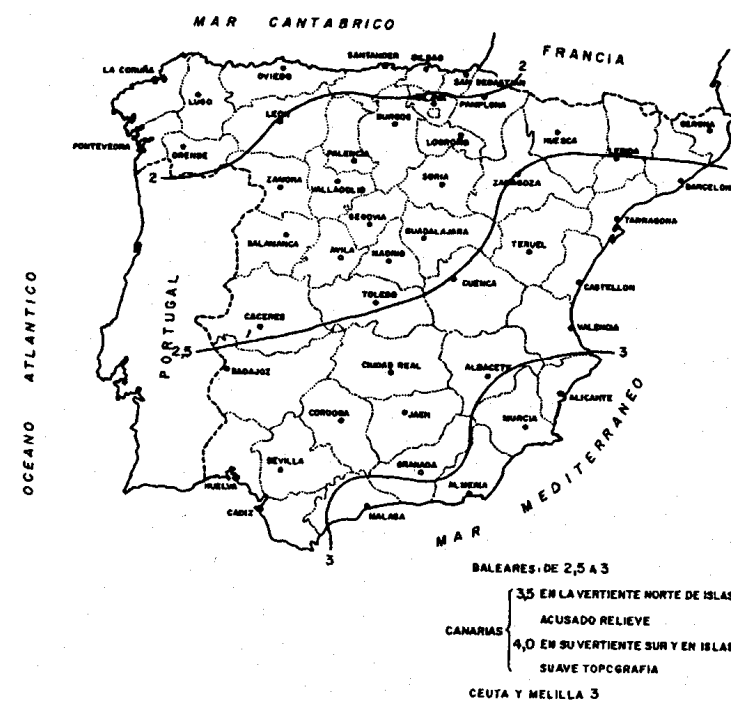 MAR CANTABRICO
FRANCIA
SANTANDER
BILBAO
2
LA CORUÑA
OVIEDO
SAN SEBASTIAN
LUGO
LEON
PAMPLONA
BURGOS
GERONA
PONTEVEDRA
ORENSE
LOGROÑO
HUESCA
LERIDA
PALENCIA
2
ZAMORA
VALLADOLID
SORIA
ZARAGOZA
BARCELONA
SEGOVIA
TARRAGONA
SALAMANCA
GUADALAJARA
AVILA
MADRID
TERUEL
CUENCA
CASTELLON
TOLEDO
OCEANO ATLANTICO
PORTUGAL
CACERES
VALENCIA
2,5
3
BADAJOZ
CIUDAD REAL
ALBACETE
ALICANTE
CORDOBA
JAEN
MURCIA
SEVILLA
GRANADA
HUELVA
ALMERIA
MAR MEDITERRANEO
CADIZ
MALAGA
3
BALEARES: DE 2,5 A 3
3,5 EN LA VERTIENTE NORTE DE ISLAS
ACUSADO RELIEVE
CANARIAS
4,0 EN SU VERTIENTE SUR Y EN ISLAS
SUAVE TOPOGRAFIA
CEUTA Y MELILLA 3